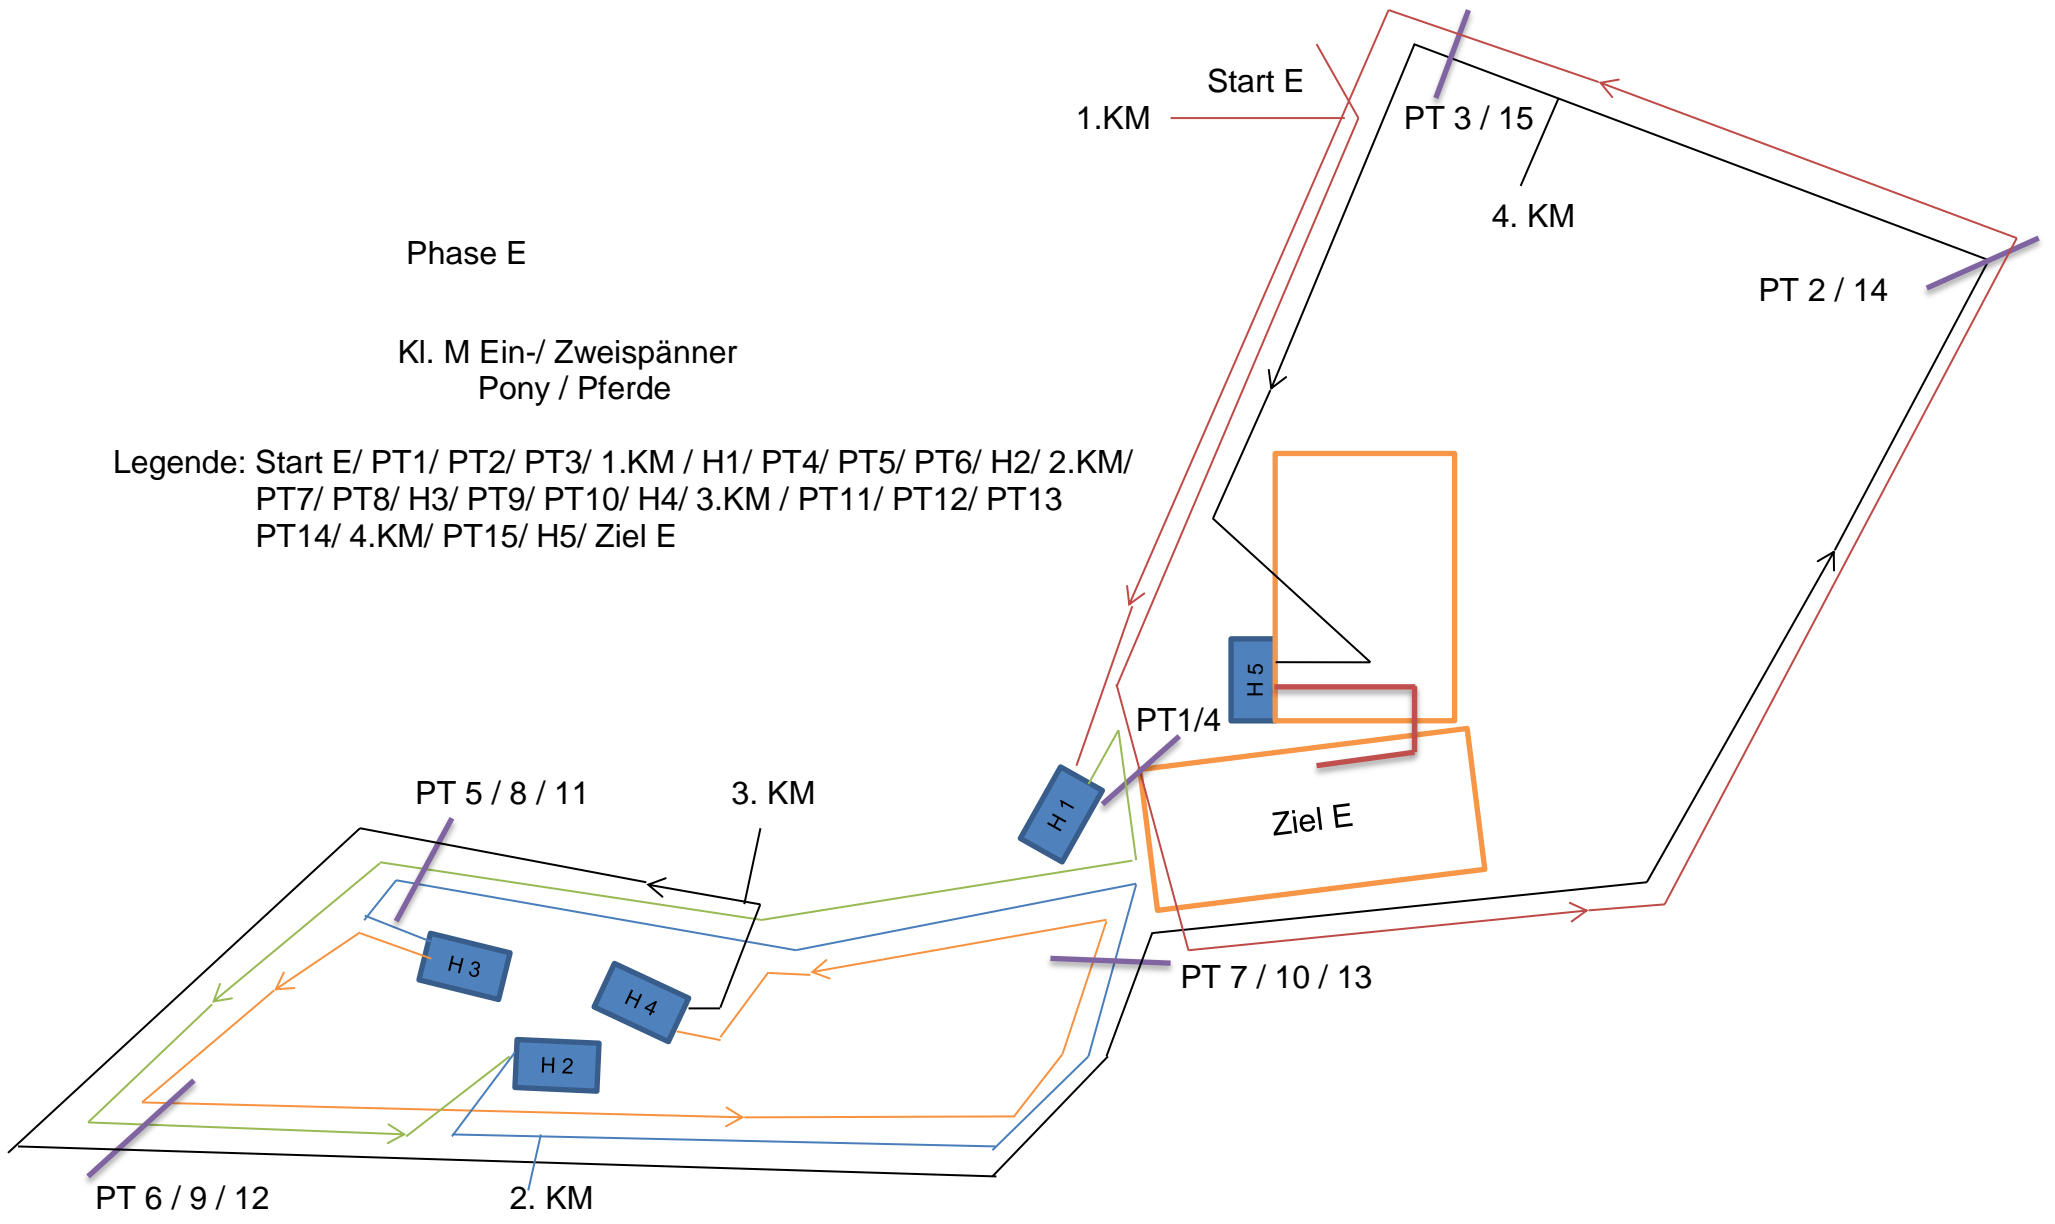 Start E
1.KM
PT 3 / 15
4. KM
Phase E
PT 2 / 14
Kl. M Ein-/ Zweispänner
Pony / Pferde
Legende: Start E/ PT1/ PT2/ PT3/ 1.KM / H1/ PT4/ PT5/ PT6/ H2/ 2.KM/
PT7/ PT8/ H3/ PT9/ PT10/ H4/ 3.KM / PT11/ PT12/ PT13
PT14/ 4.KM/ PT15/ H5/ Ziel E
H 5
PT1/4
PT 5 / 8 / 11
3. KM
H 1
Ziel E
H 3
PT 7 / 10 / 13
H 4
H 2
PT 6 / 9 / 12
2. KM